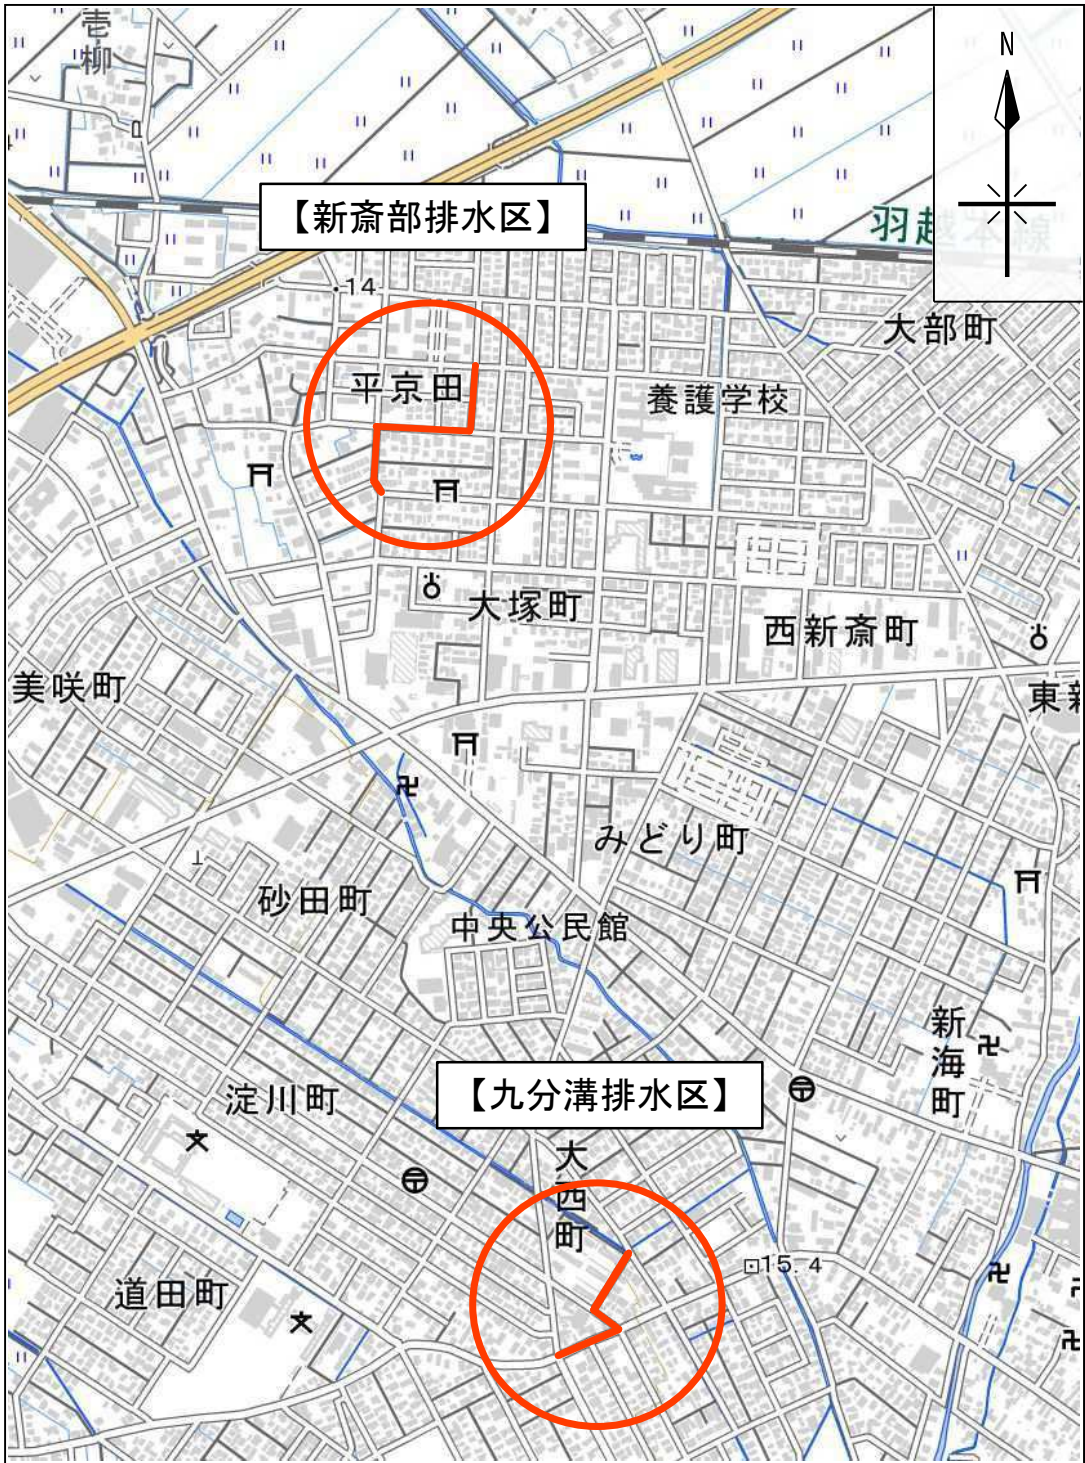 壱柳
N
【新斎部排水区】
羽越本線
・14
大部町
平京田
養護学校
大塚町
西新斎町
美咲町
東新
みどり町
砂田町
中央公民館
新海町
【九分溝排水区】
淀川町
大西町
15.4
道田町